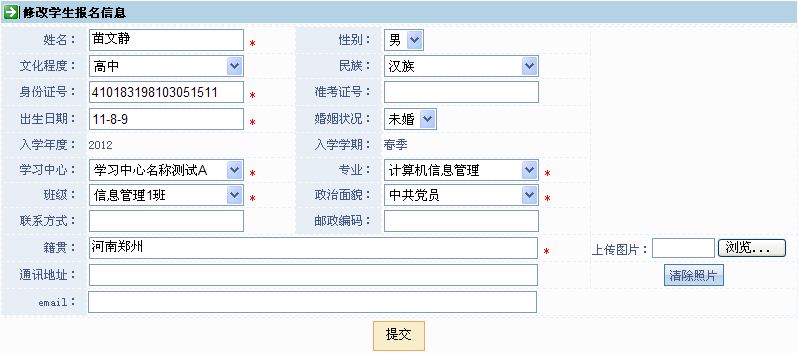 修改学生报名信息
姓名： 苗文静 * 性别： 男
文化程度： 高中 民族： 汉族
身份证号： 410183198103051511 * 准考证号：
出生日期： 11-8-9 * 婚姻状况： 未婚
入学年度： 2012 入学学期： 春季
学习中心： 学习中心名称测试A * 专业： 计算机信息管理 *
班级： 信息管理1班 * 政治面貌： 中共党员 *
联系方式： 邮政编码：
籍贯： 河南郑州 * 上传图片： 浏览...
通讯地址： 清除照片
email：
提交